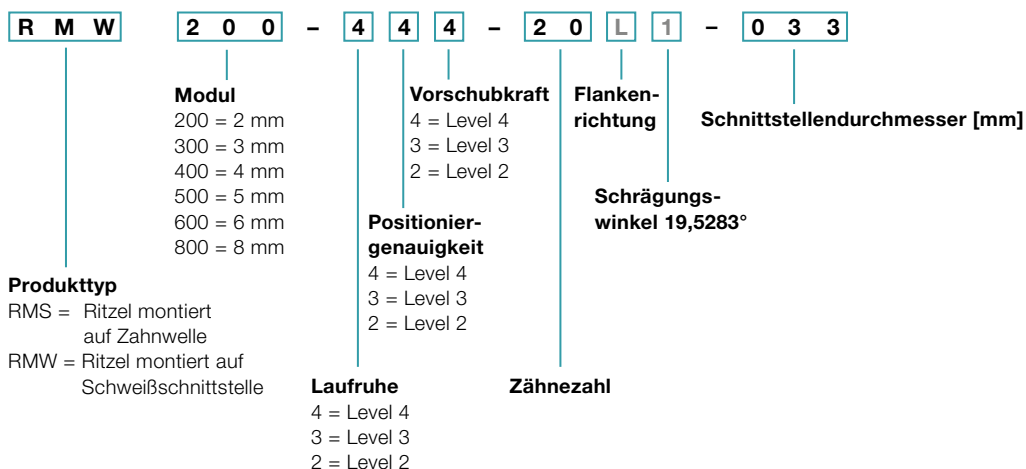 R M W 2 0 0 – 4 4 4 – 2 0 L 1 – 0 3 3
Modul
200 = 2 mm
300 = 3 mm
400 = 4 mm
500 = 5 mm
600 = 6 mm
800 = 8 mm
Vorschubkraft
4 = Level 4
3 = Level 3
2 = Level 2
Flanken-
richtung
Schnittstellendurchmesser [mm]
Schrägungs-
winkel 19,5283°
Positionier-
genauigkeit
4 = Level 4
3 = Level 3
2 = Level 2
Produkttyp
RMS = Ritzel montiert
auf Zahnwelle
RMW = Ritzel montiert auf
Schweißschnittstelle
Laufruhe
4 = Level 4
3 = Level 3
2 = Level 2
Zähnezahl